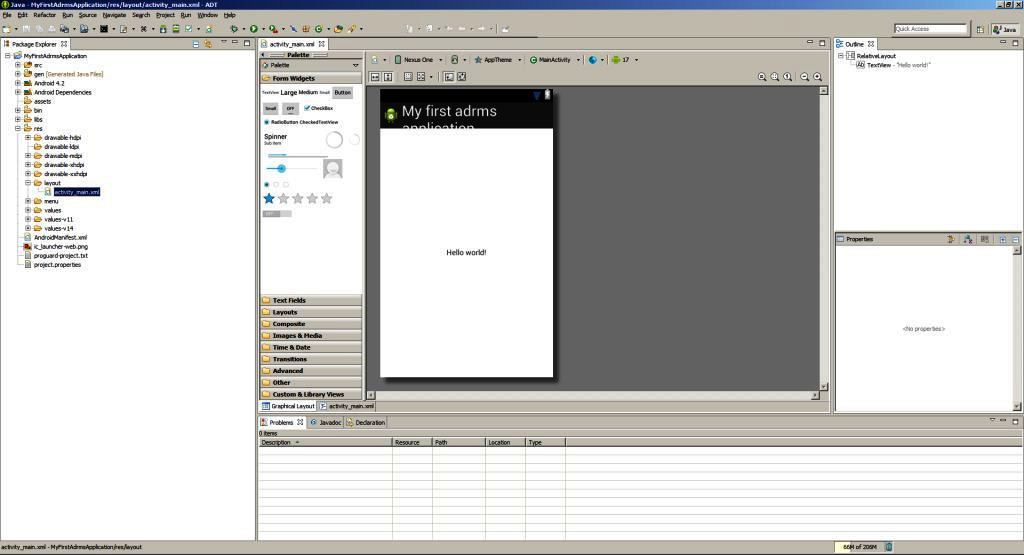 Java - MyFirstAdrmsApplication/res/layout/activity_main.xml - ADT
File Edit Refactor Run Source Navigate Search Project Run Window Help
Quick Access
Java
Package Explorer
MyFirstAdrmsApplication
src
gen [Generated Java Files]
Android 4.2
Android Dependencies
assets
bin
libs
res
drawable-hdpi
drawable-ldpi
drawable-mdpi
drawable-xhdpi
drawable-xxhdpi
layout
activity_main.xml
menu
values
values-v11
values-v14
AndroidManifest.xml
ic_launcher-web.png
proguard-project.txt
project.properties
activity_main.xml
Palette
Palette
Form Widgets
TextView Large Medium Small Button
Small OFF CheckBox
RadioButton CheckedTextView
Spinner
Sub Item
OFF
Text Fields
Layouts
Composite
Images & Media
Time & Date
Transitions
Advanced
Other
Custom & Library Views
Graphical Layout activity_main.xml
Nexus One AppTheme MainActivity 17
My first adrms
application
Hello world!
Outline
RelativeLayout
Ab TextView - "Hello world!"
Properties
<No properties>
Problems Javadoc Declaration
0 items
Description Resource Path Location Type
activity_main.xml - MyFirstAdrmsApplication/res/layout
66M of 206M